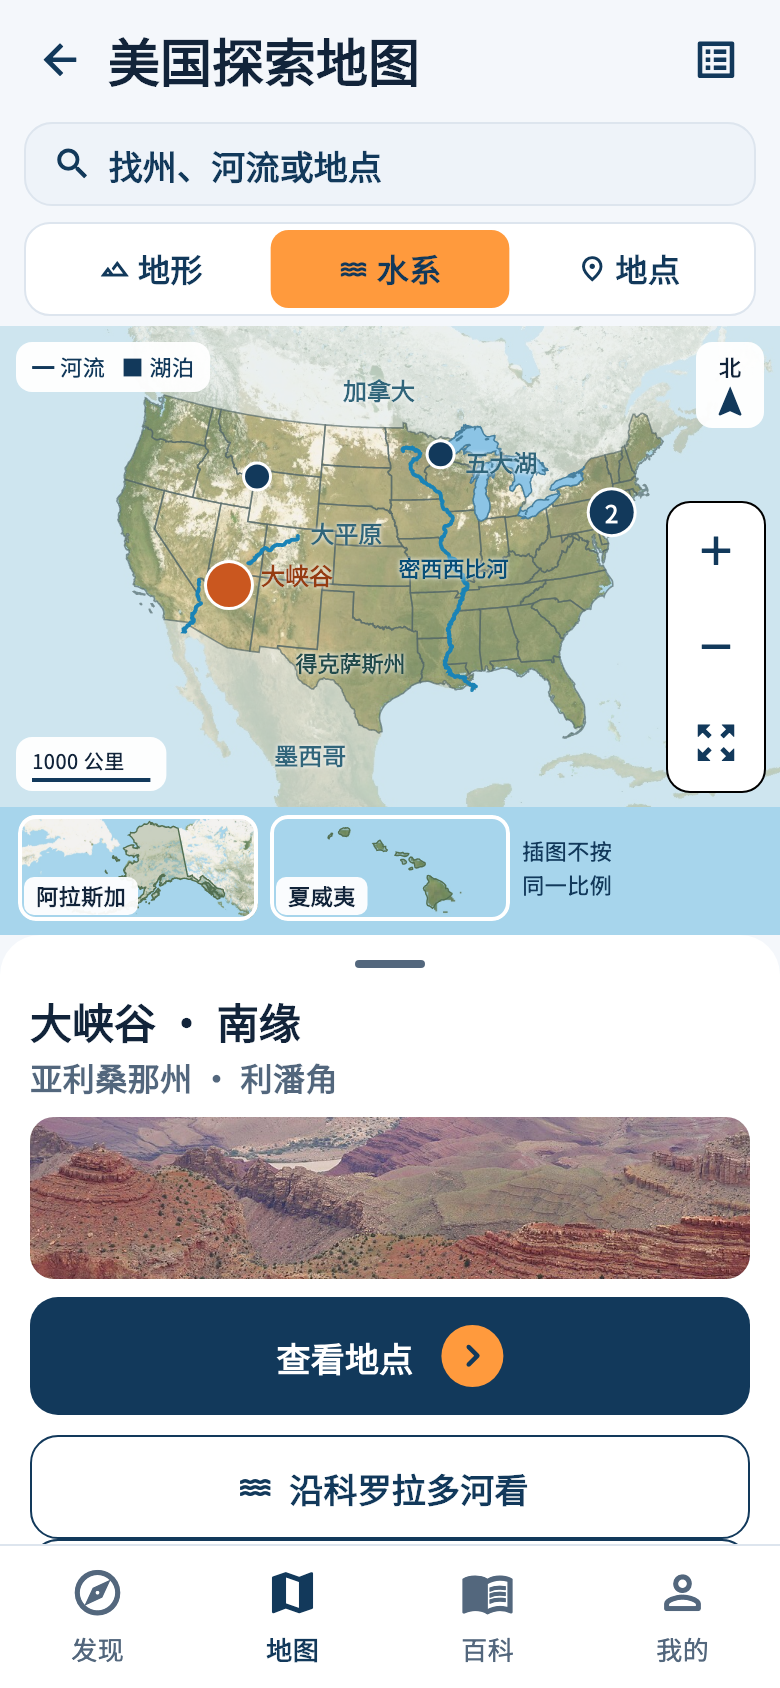 美国探索地图
找州、河流或地点
地形
水系
地点
河流
湖泊
北
加拿大
五大湖
2
大平原
大峡谷
密西西比河
得克萨斯州
墨西哥
1000 公里
阿拉斯加
夏威夷
插图不按
同一比例
大峡谷 · 南缘
亚利桑那州 · 利潘角
查看地点
沿科罗拉多河看
发现
地图
百科
我的